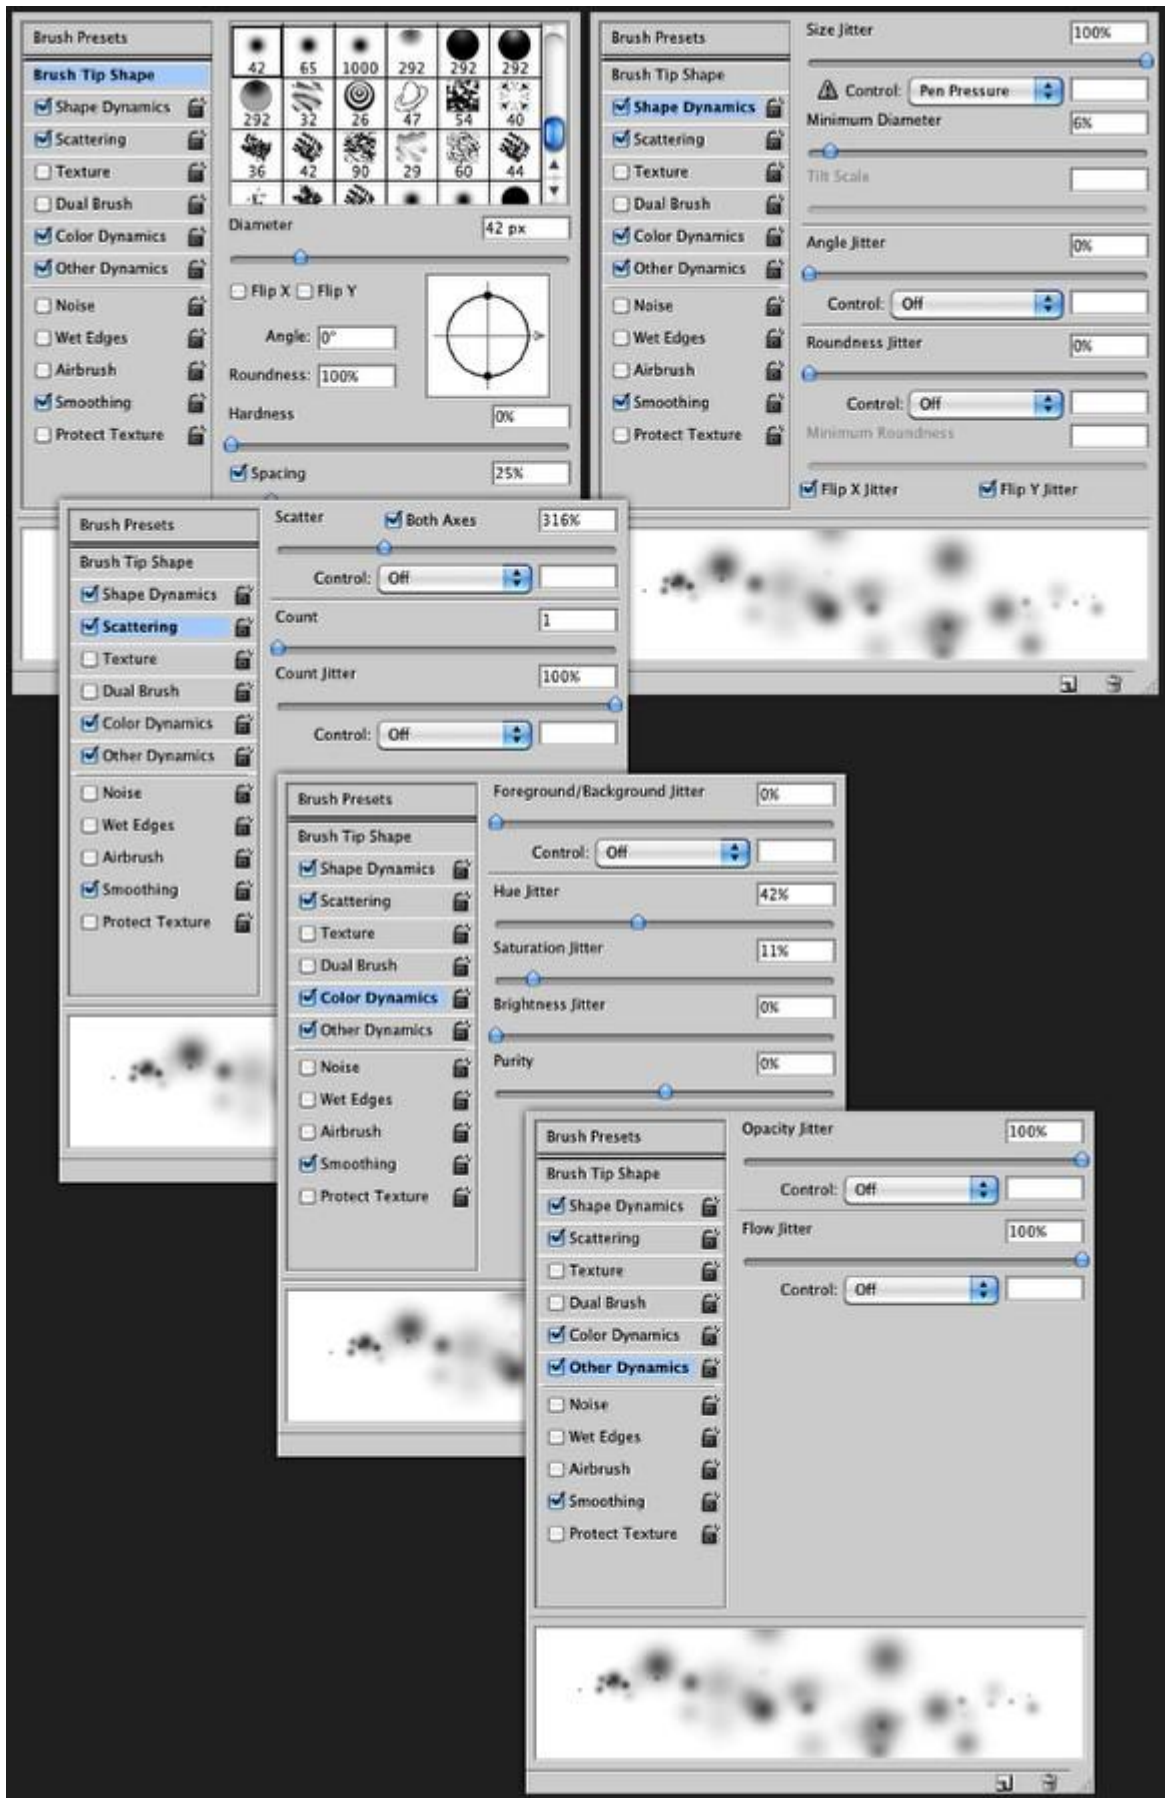 Brush Presets
Brush Tip Shape
Shape Dynamics
Scattering
Texture
Dual Brush
Color Dynamics
Other Dynamics
Noise
Wet Edges
Airbrush
Smoothing
Protect Texture
42 65 1000 292 292 292
292 32 26 47 54 40
36 42 90 29 60 44
Diameter 42 px
Flip X Flip Y
Angle: 0°
Roundness: 100%
Hardness 0%
Spacing 25%
Brush Presets
Brush Tip Shape
Shape Dynamics
Scattering
Texture
Dual Brush
Color Dynamics
Other Dynamics
Noise
Wet Edges
Airbrush
Smoothing
Protect Texture
Size Jitter 100%
Control: Pen Pressure
Minimum Diameter 6%
Tilt Scale
Angle Jitter 0%
Control: Off
Roundness Jitter 0%
Control: Off
Minimum Roundness
Flip X Jitter Flip Y Jitter
Brush Presets
Brush Tip Shape
Shape Dynamics
Scattering
Texture
Dual Brush
Color Dynamics
Other Dynamics
Noise
Wet Edges
Airbrush
Smoothing
Protect Texture
Scatter Both Axes 316%
Control: Off
Count 1
Count Jitter 100%
Control: Off
Brush Presets
Brush Tip Shape
Shape Dynamics
Scattering
Texture
Dual Brush
Color Dynamics
Other Dynamics
Noise
Wet Edges
Airbrush
Smoothing
Protect Texture
Foreground/Background Jitter 0%
Control: Off
Hue Jitter 42%
Saturation Jitter 11%
Brightness Jitter 0%
Purity 0%
Brush Presets
Brush Tip Shape
Shape Dynamics
Scattering
Texture
Dual Brush
Color Dynamics
Other Dynamics
Noise
Wet Edges
Airbrush
Smoothing
Protect Texture
Opacity Jitter 100%
Control: Off
Flow Jitter 100%
Control: Off